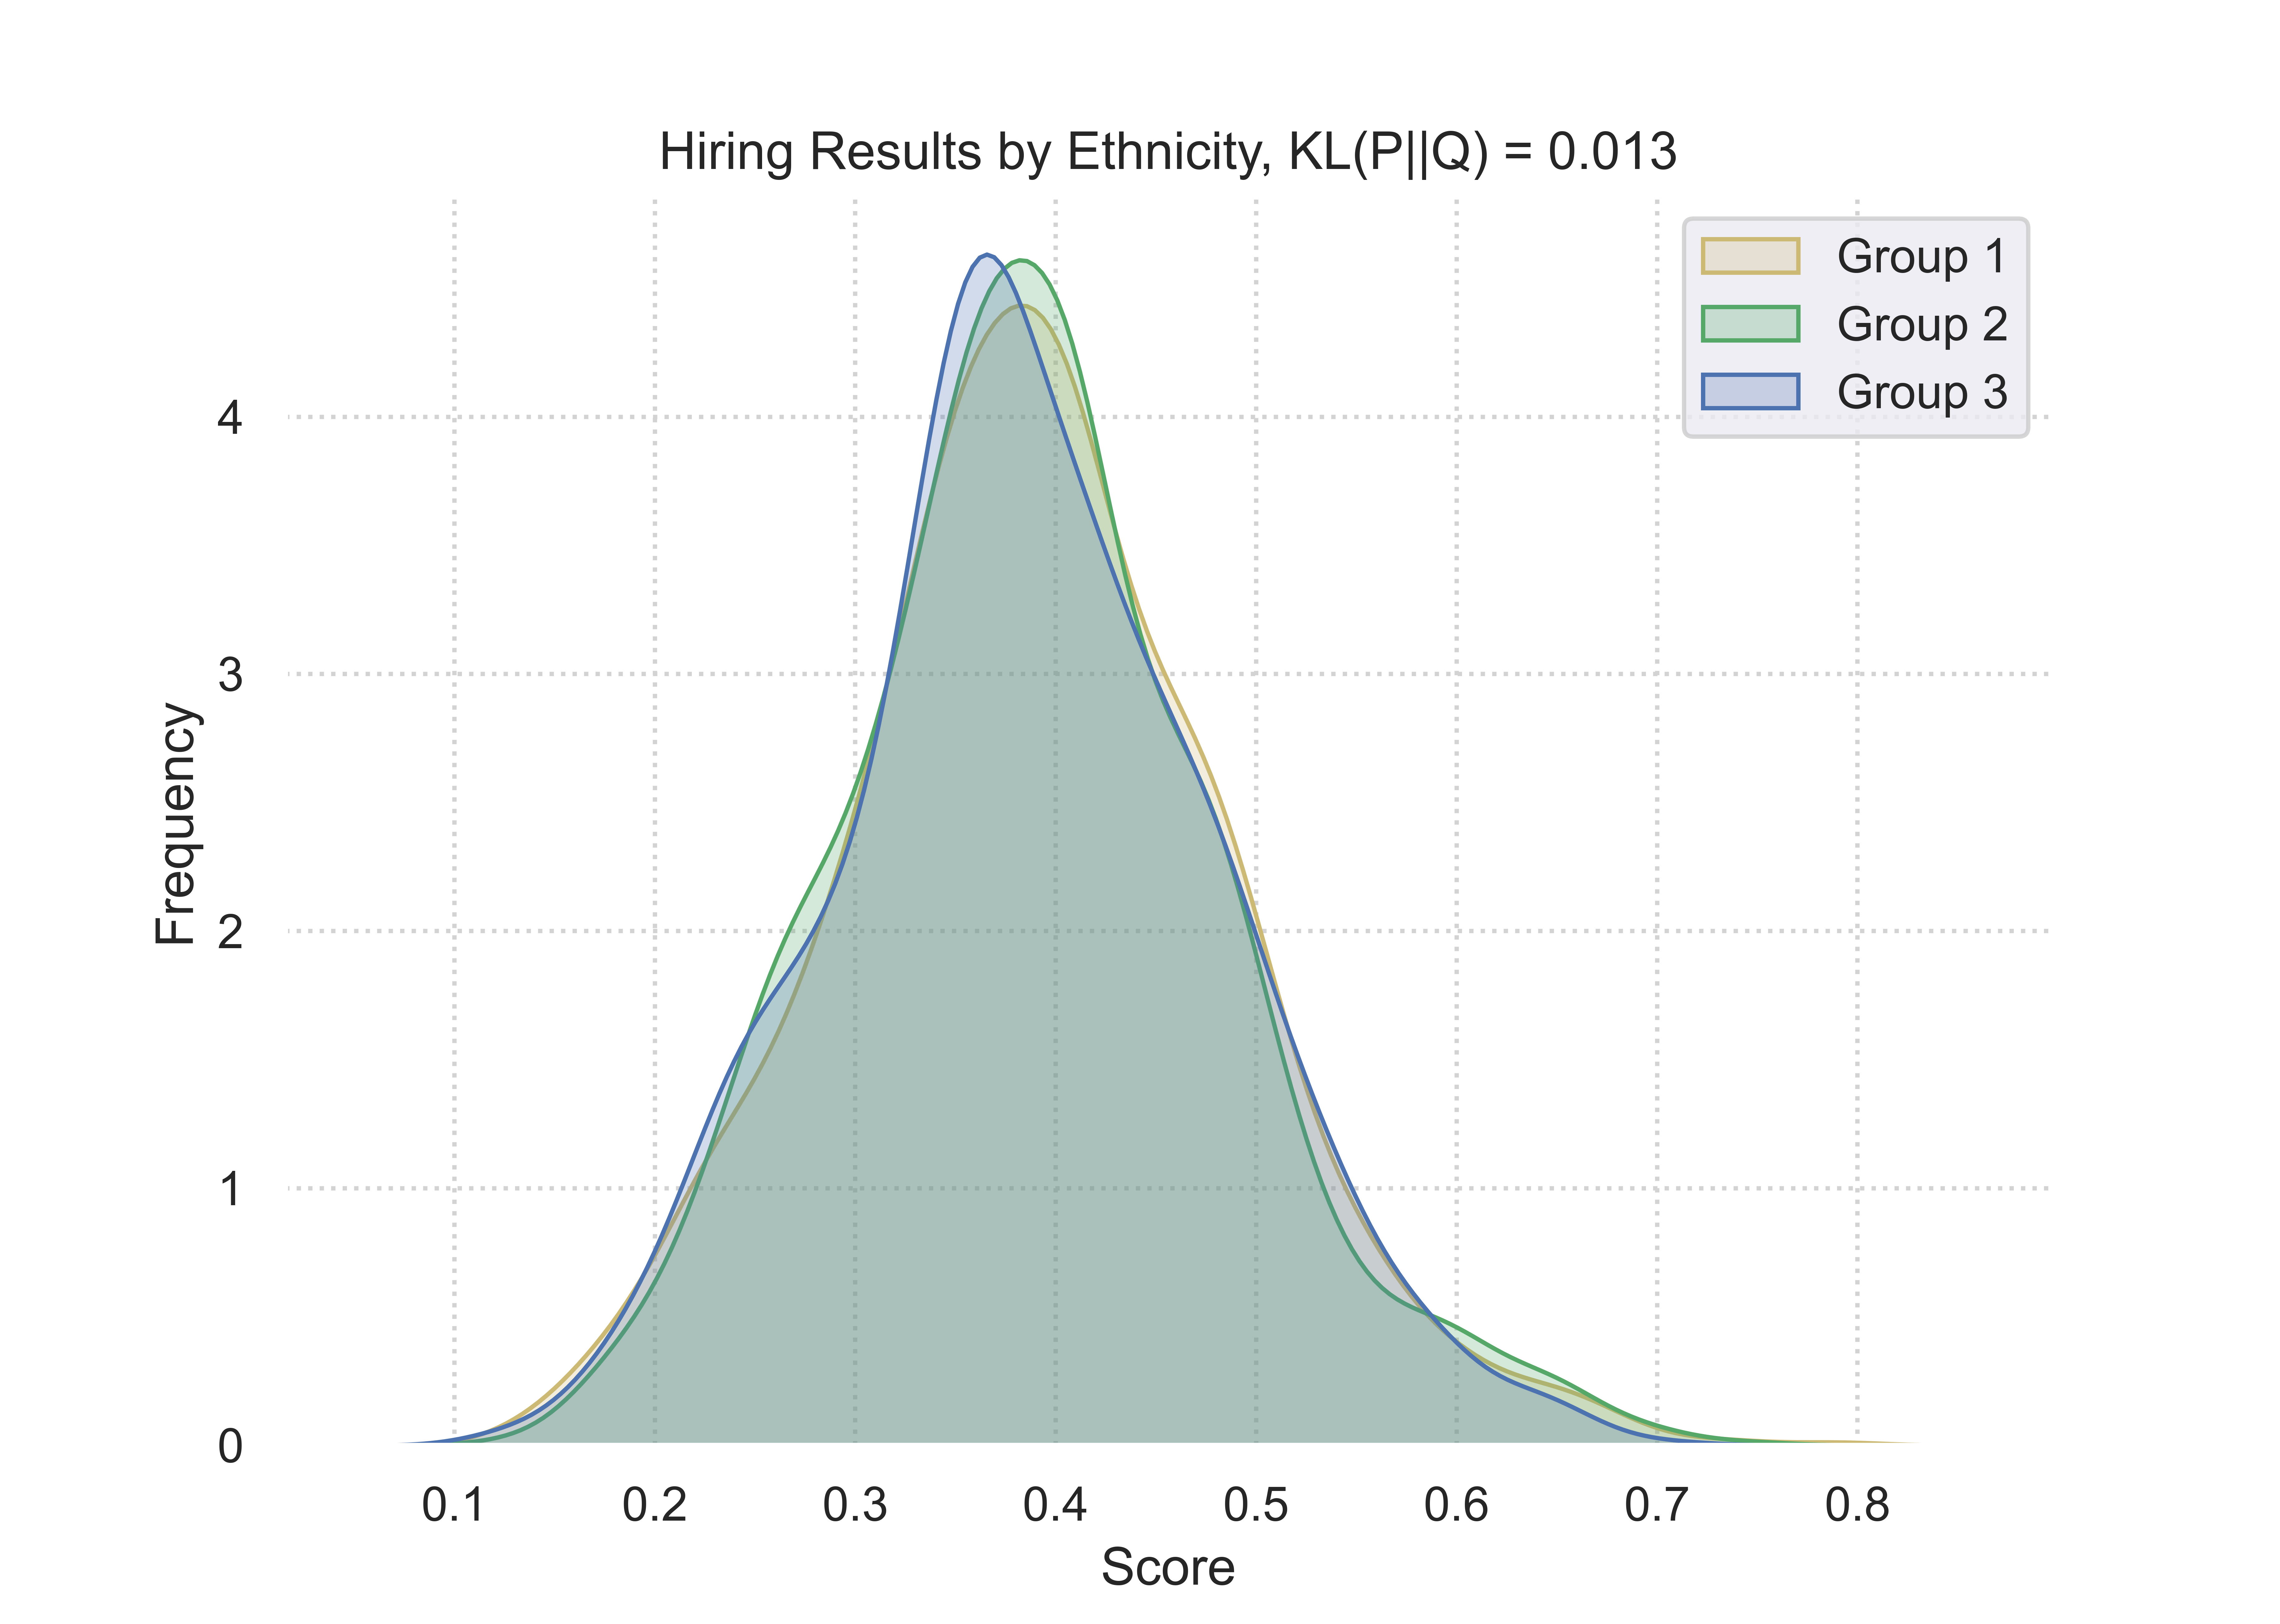 Hiring Results by Ethnicity, KL(P||Q) = 0.013
Group 1
Group 2
Group 3
Frequency
4
3
2
1
0
0.1 0.2 0.3 0.4 0.5 0.6 0.7 0.8
Score